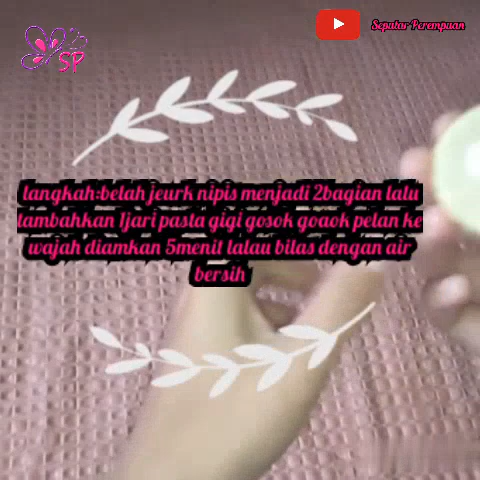 Seputar Perempuan
SP
langkah:belah jeurk nipis menjadi 2bagian lalu
tambahkan 1jari pasta gigi gosok goaok pelan ke
wajah diamkan 5menit lalau bilas dengan air
bersih